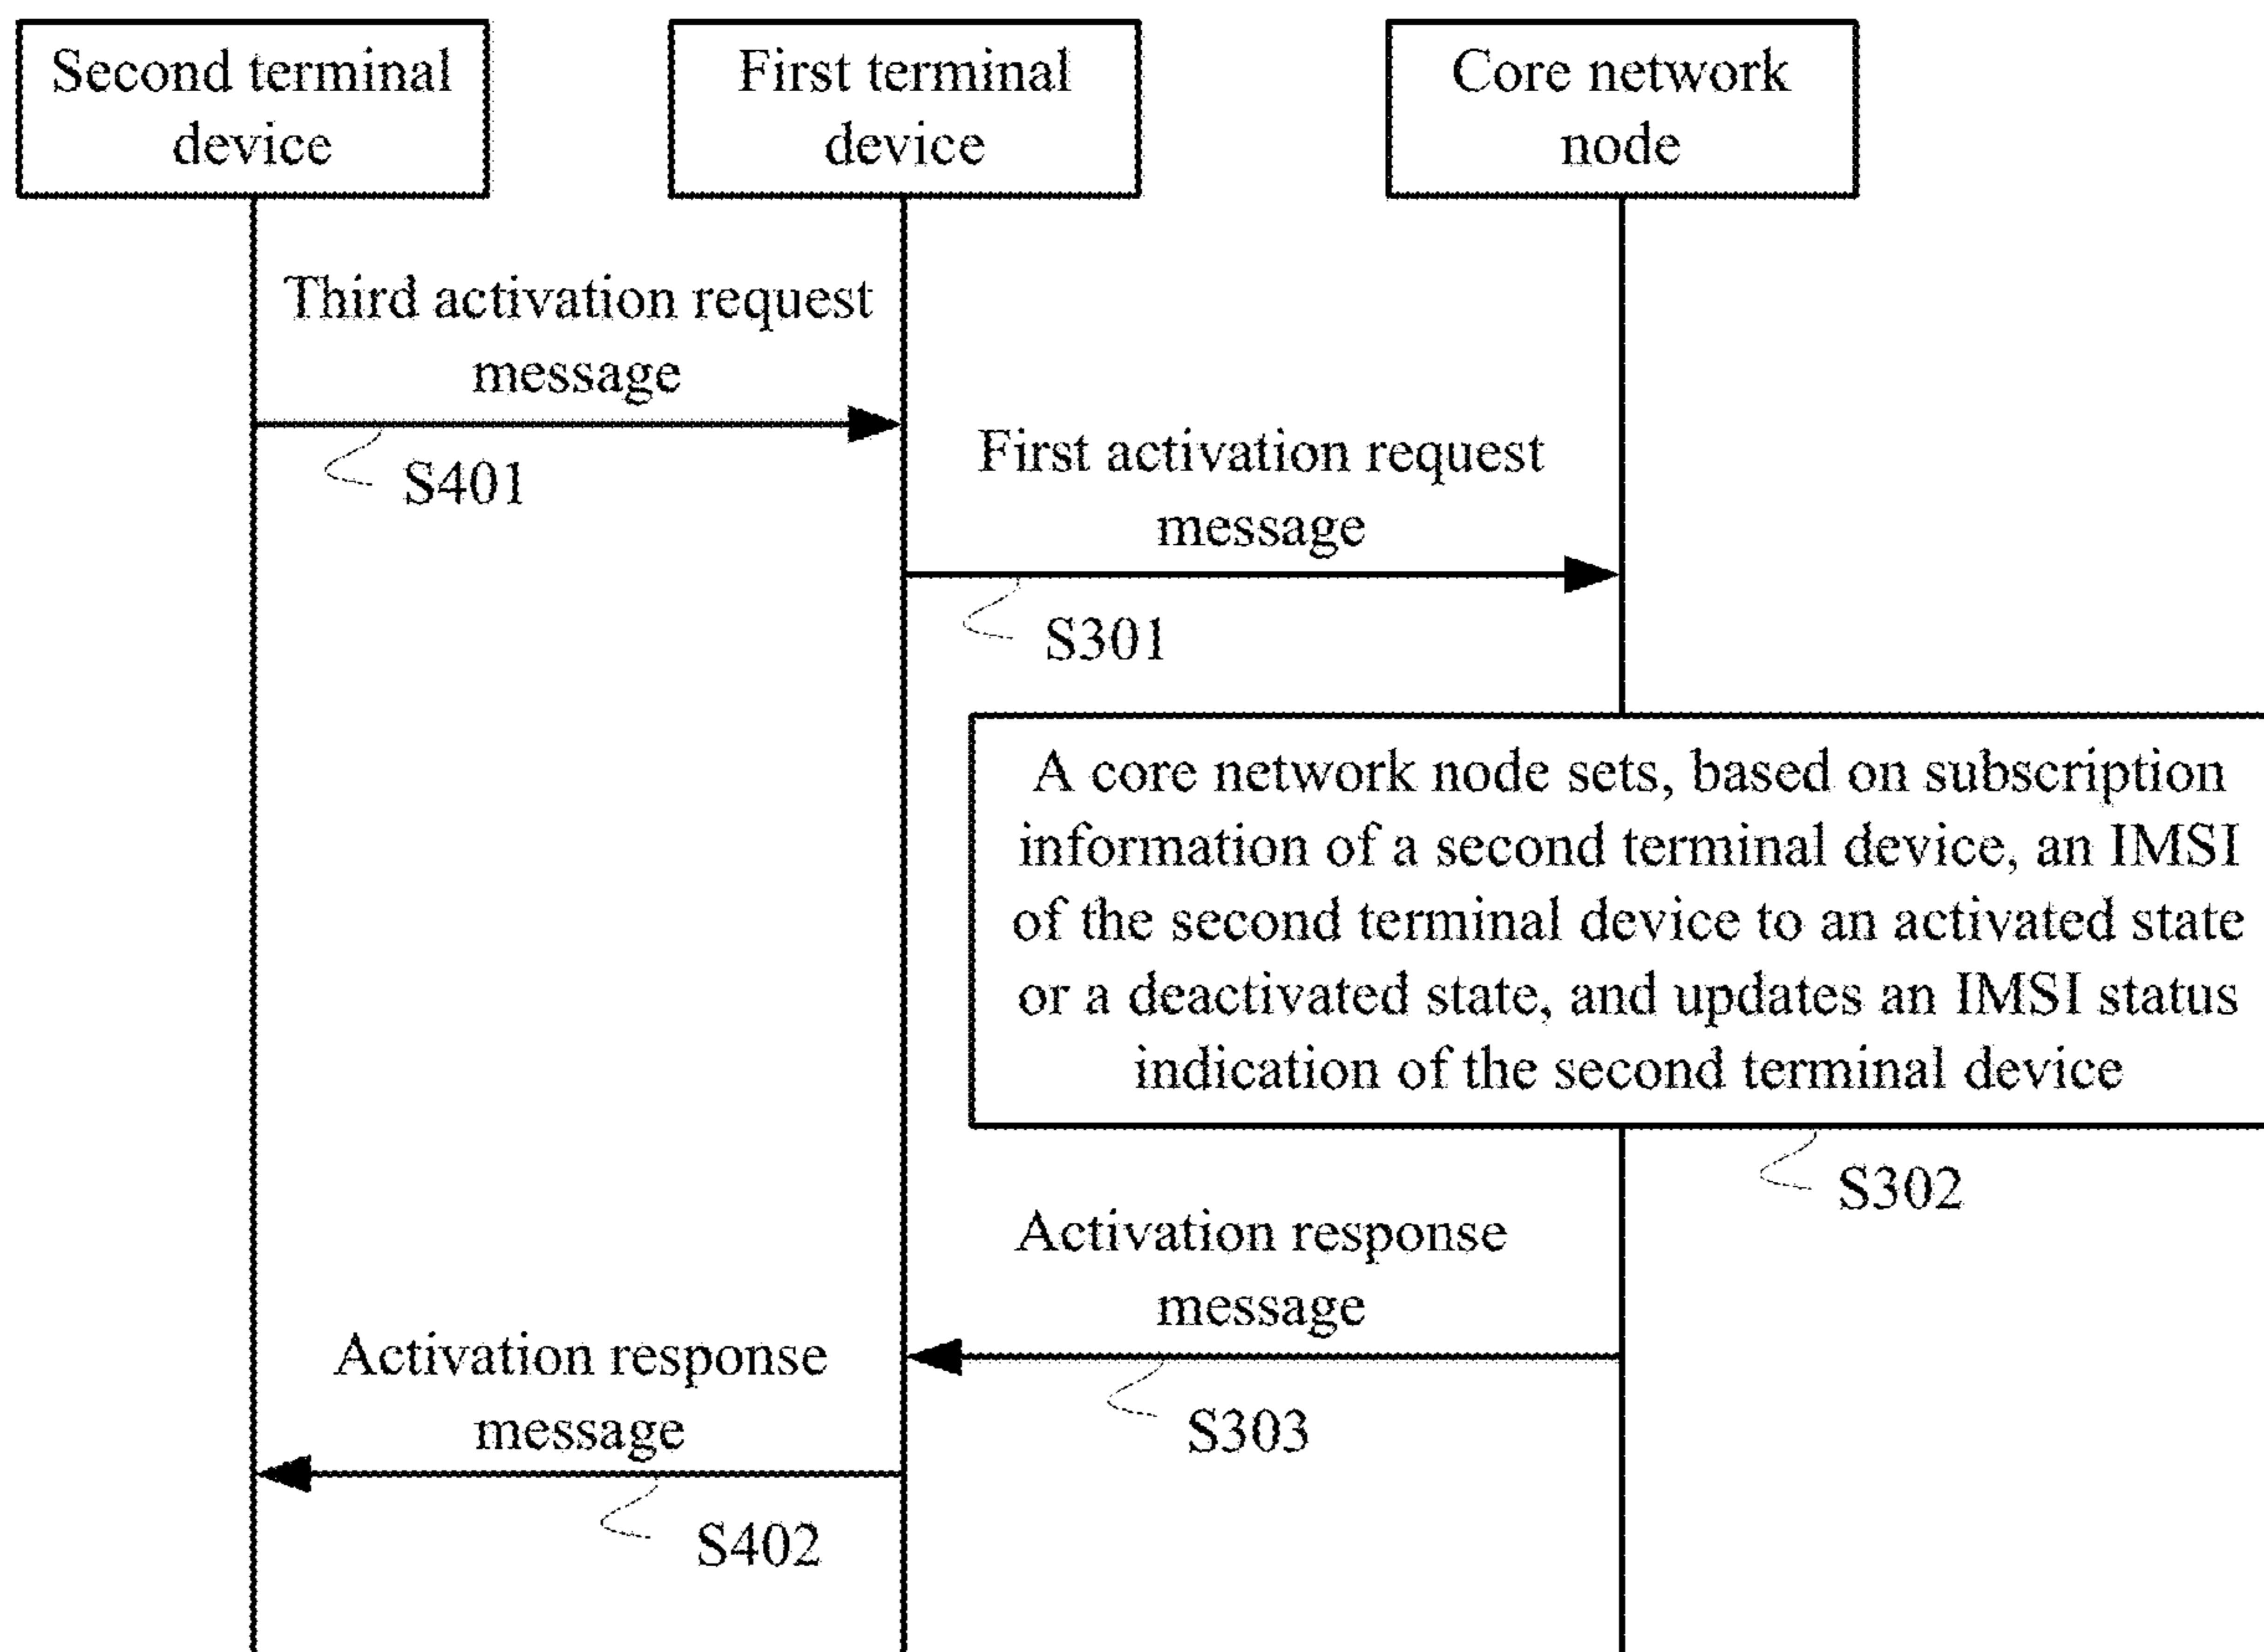 Second terminal
device
First terminal
device
Core network
node
Third activation request
message
S401
First activation request
message
S301
A core network node sets, based on subscription
information of a second terminal device, an IMSI
of the second terminal device to an activated state
or a deactivated state, and updates an IMSI status
indication of the second terminal device
S302
Activation response
message
S303
Activation response
message
S402